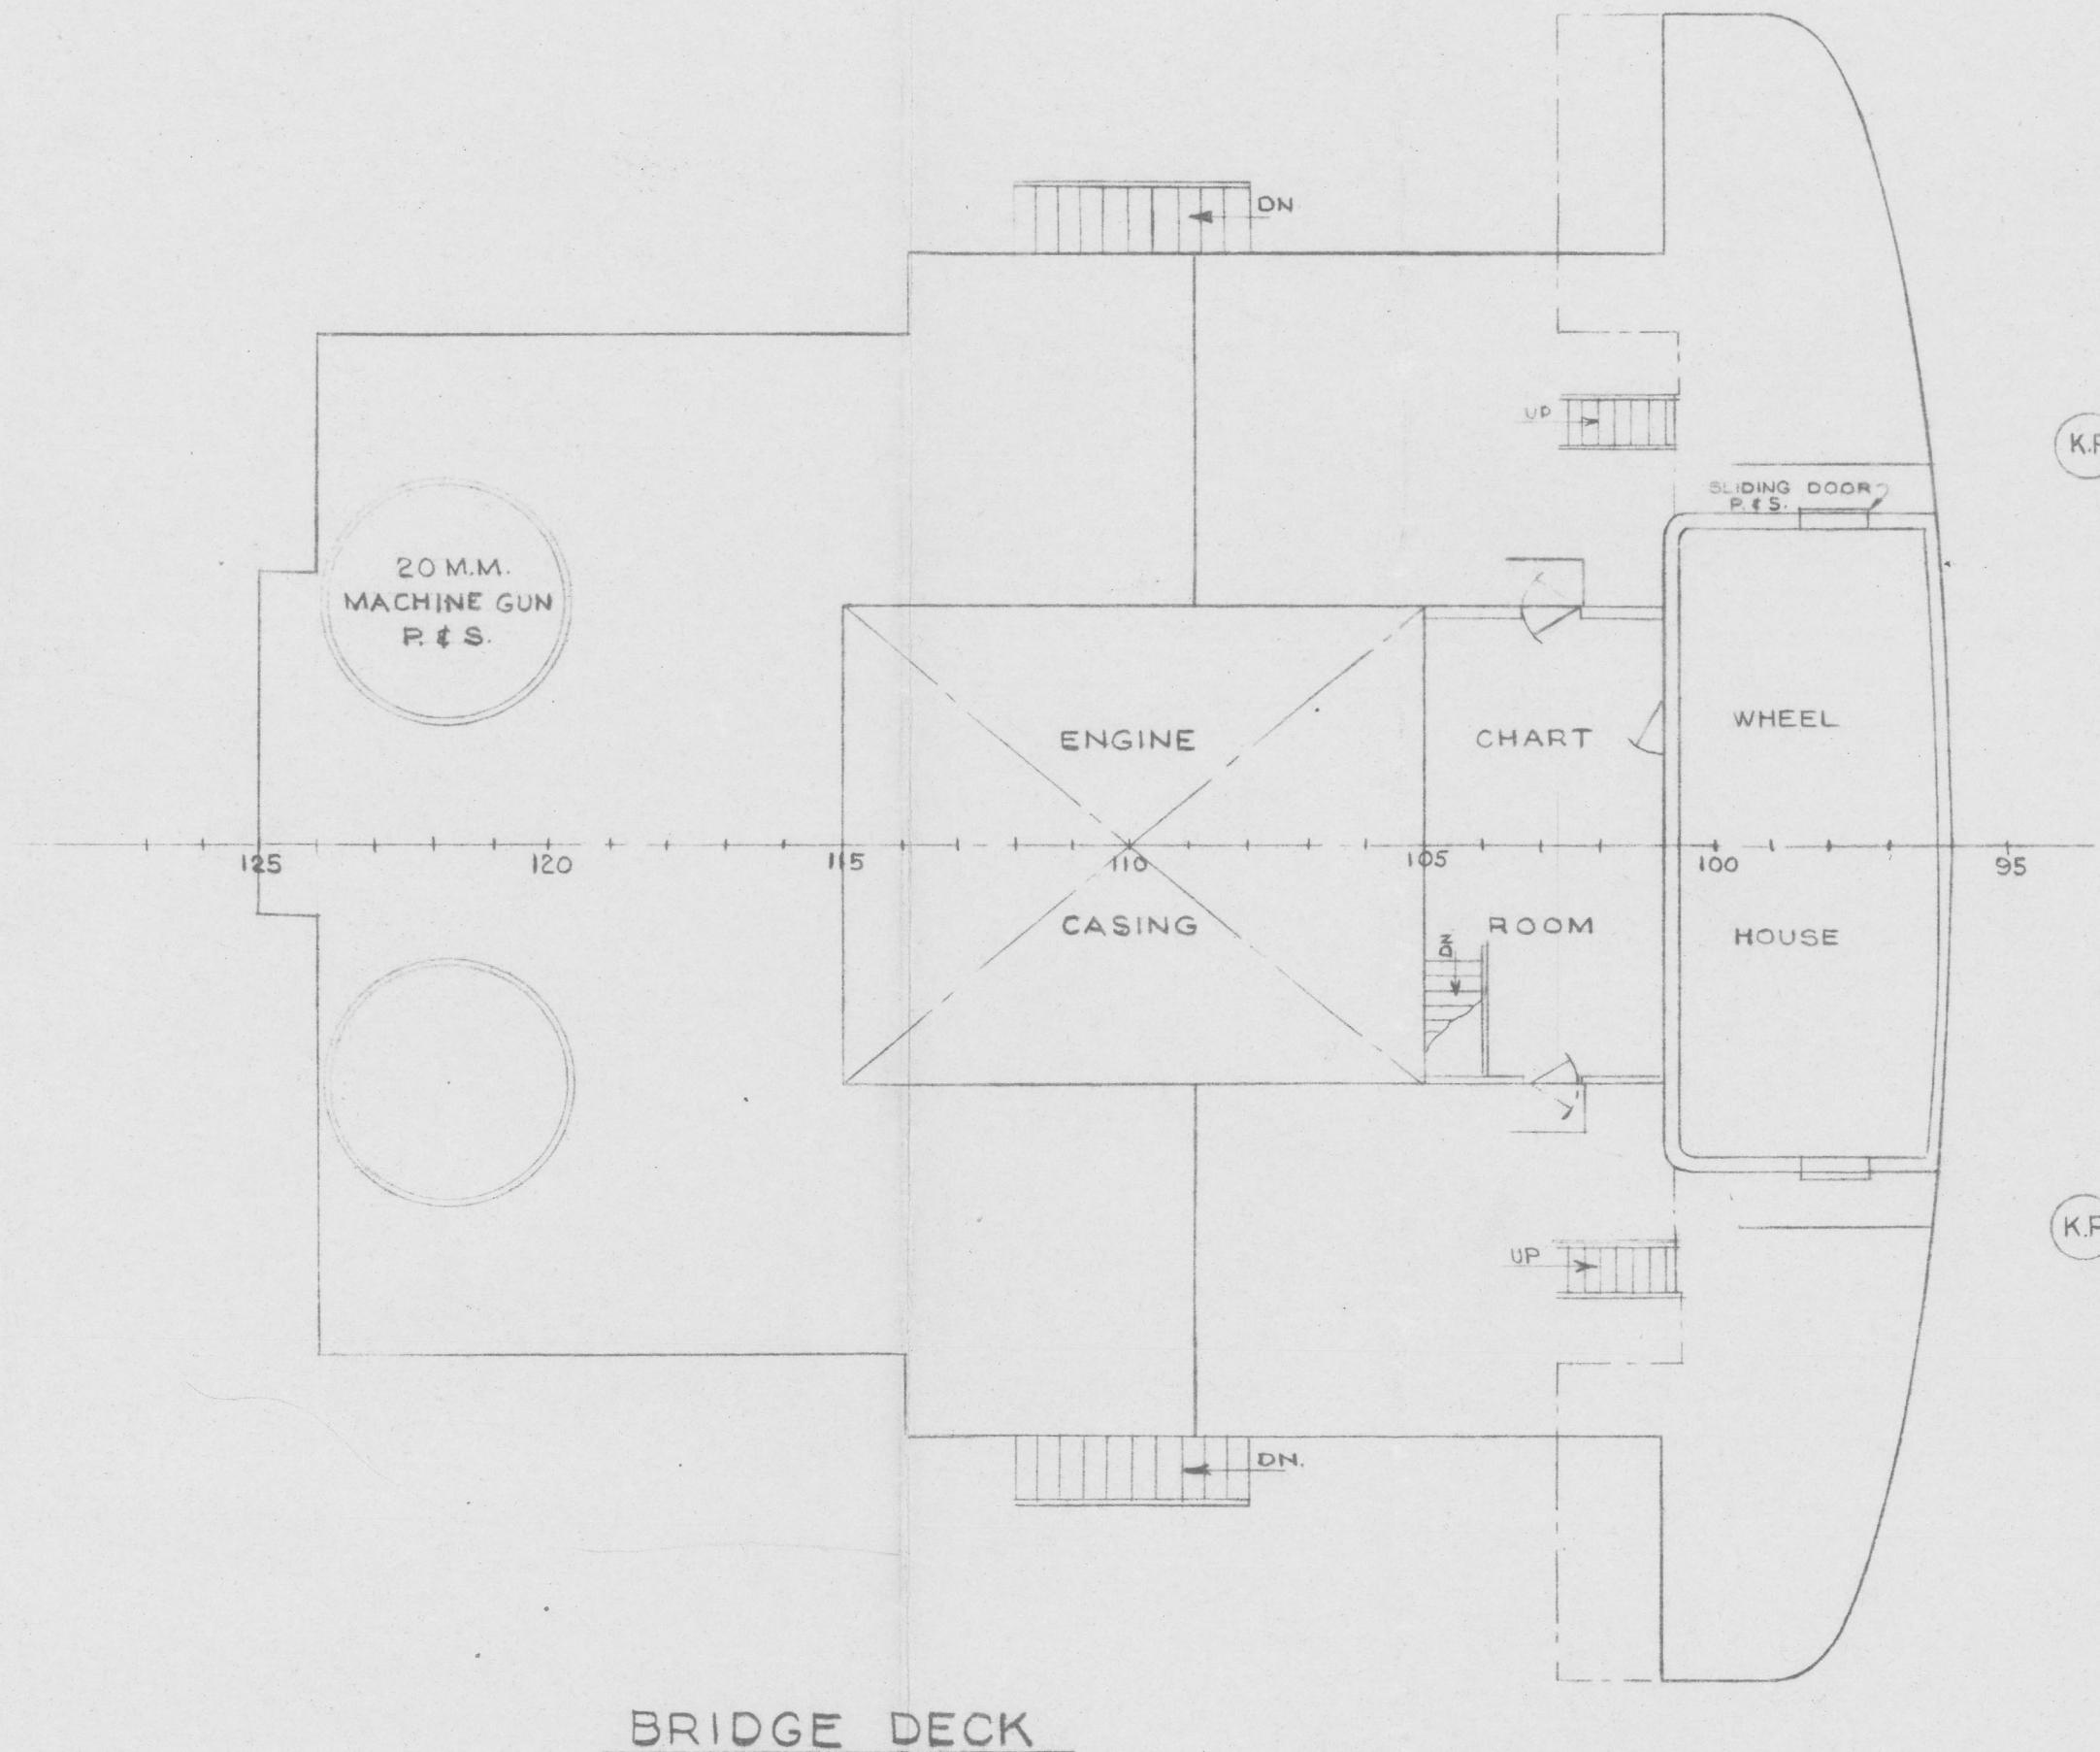 DN
UP
K.P
SLIDING DOOR
P. & S.
20 M.M.
MACHINE GUN
P. & S.
ENGINE
CHART
WHEEL
125
120
115
110
105
100
95
CASING
ROOM
HOUSE
DN
UP
K.P
DN.
BRIDGE DECK